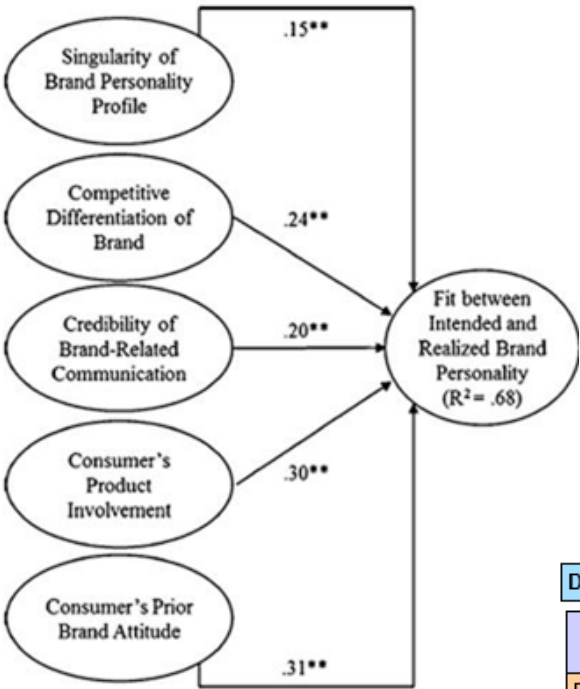 .15**
Singularity of
Brand Personality
Profile
Competitive
Differentiation of
Brand
.24**
Credibility of
Brand-Related
Communication
.20**
Fit between
Intended and
Realized Brand
Personality
(R²= .68)
Consumer's
Product
Involvement
.30**
Consumer's Prior
Brand Attitude
.31**
D